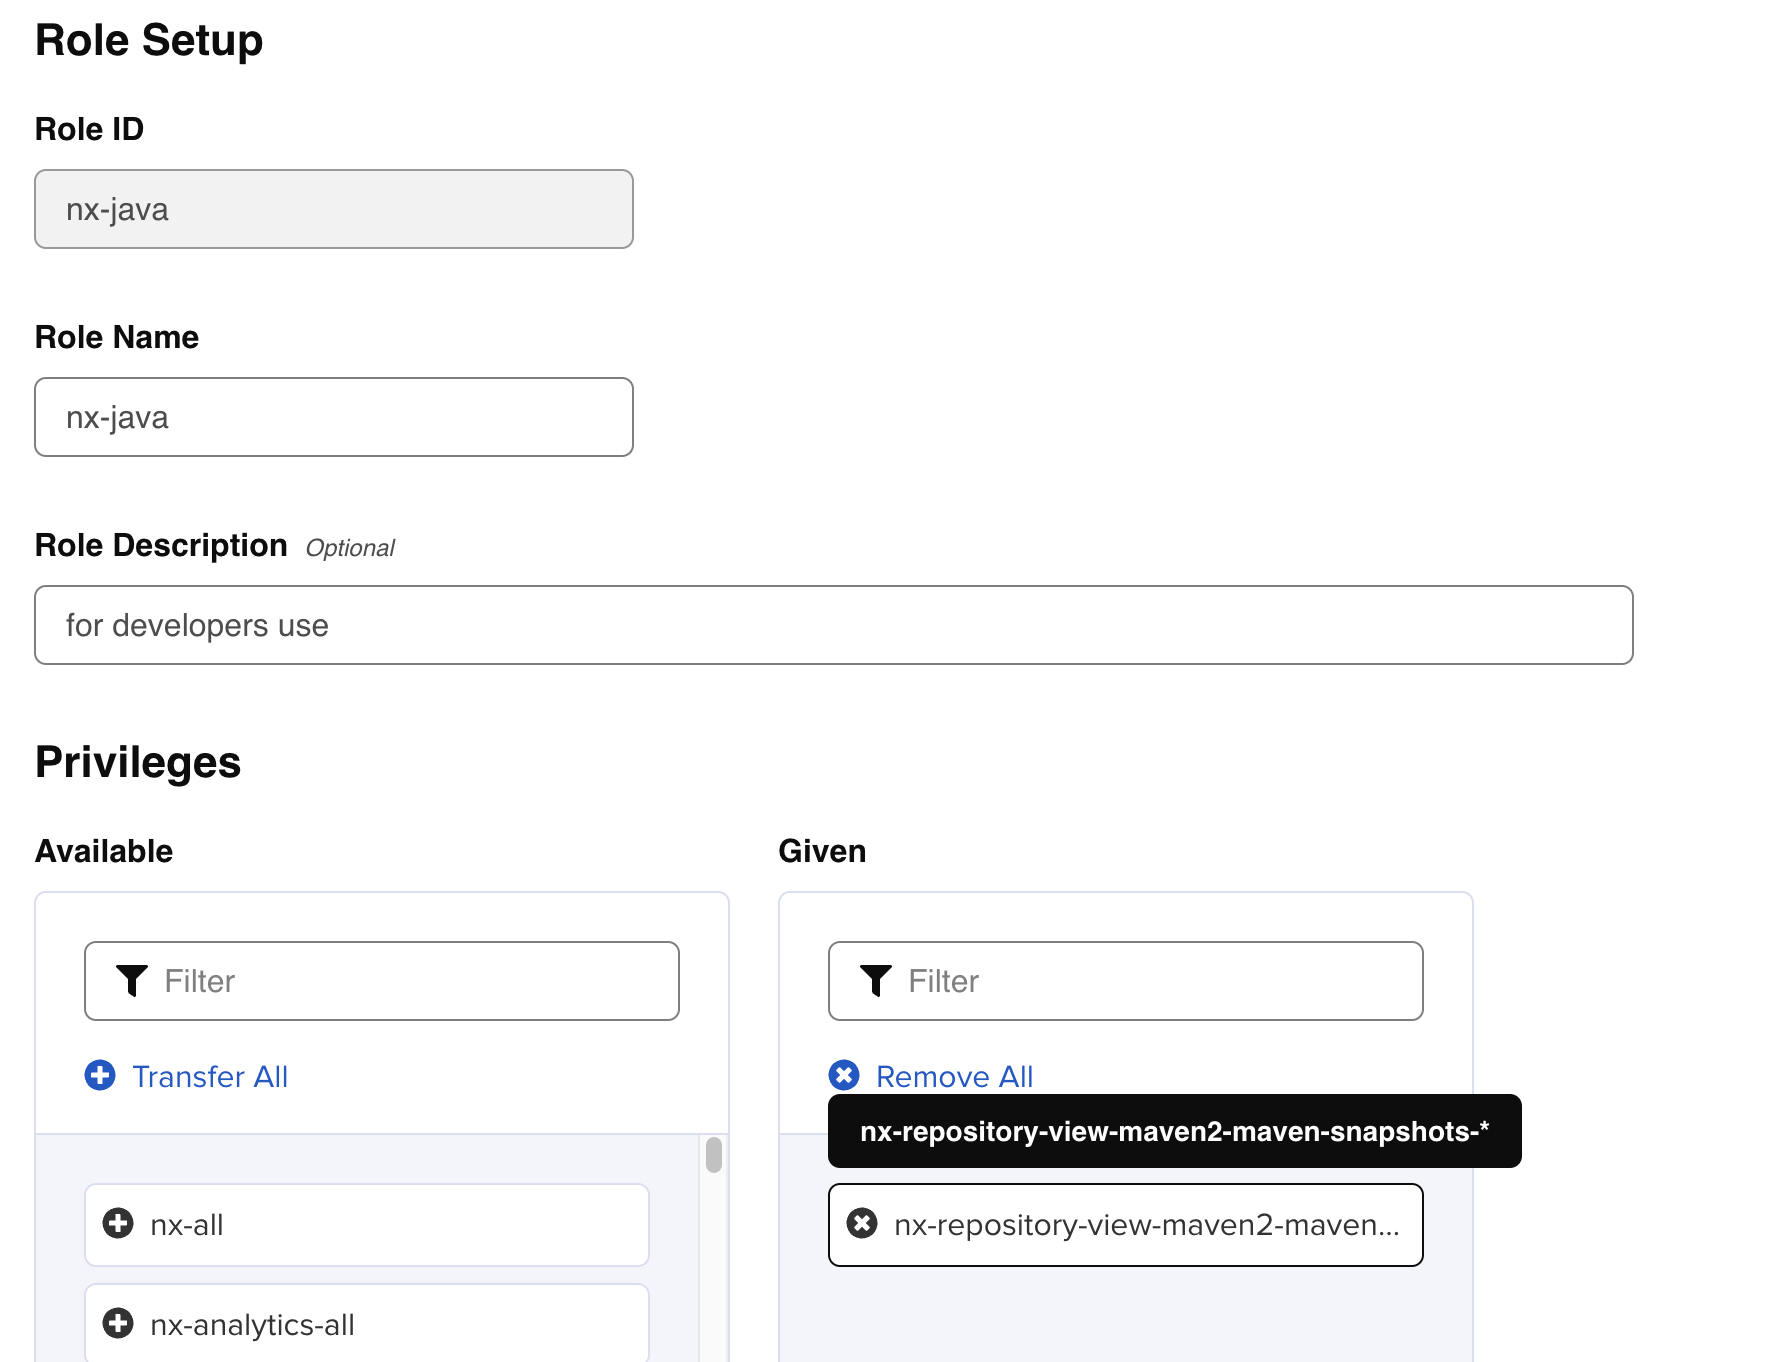 Role Setup
Role ID
nx-java
Role Name
nx-java
Role Description Optional
for developers use
Privileges
Available
Filter
Transfer All
nx-all
nx-analytics-all
Given
Filter
Remove All
nx-repository-view-maven2-maven-snapshots-*
nx-repository-view-maven2-maven...